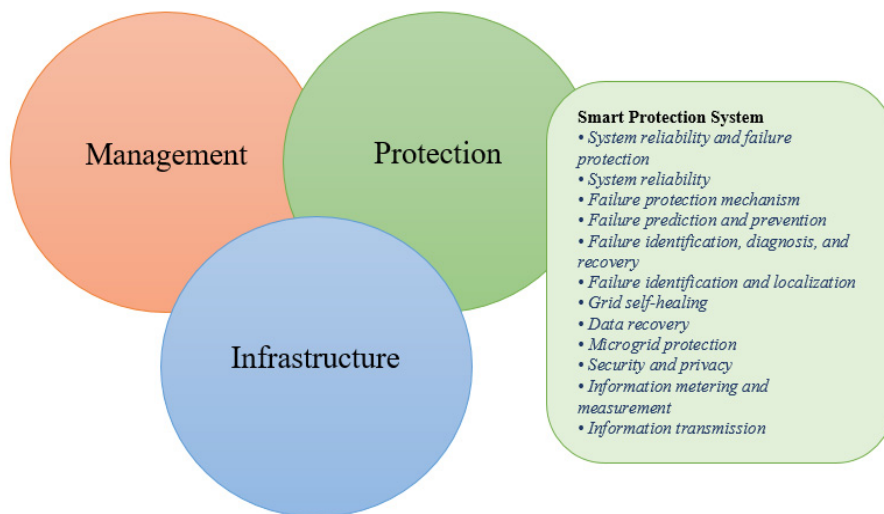 Management
Protection
Infrastructure
Smart Protection System
• System reliability and failure
protection
• System reliability
• Failure protection mechanism
• Failure prediction and prevention
• Failure identification, diagnosis, and
recovery
• Failure identification and localization
• Grid self-healing
• Data recovery
• Microgrid protection
• Security and privacy
• Information metering and
measurement
• Information transmission